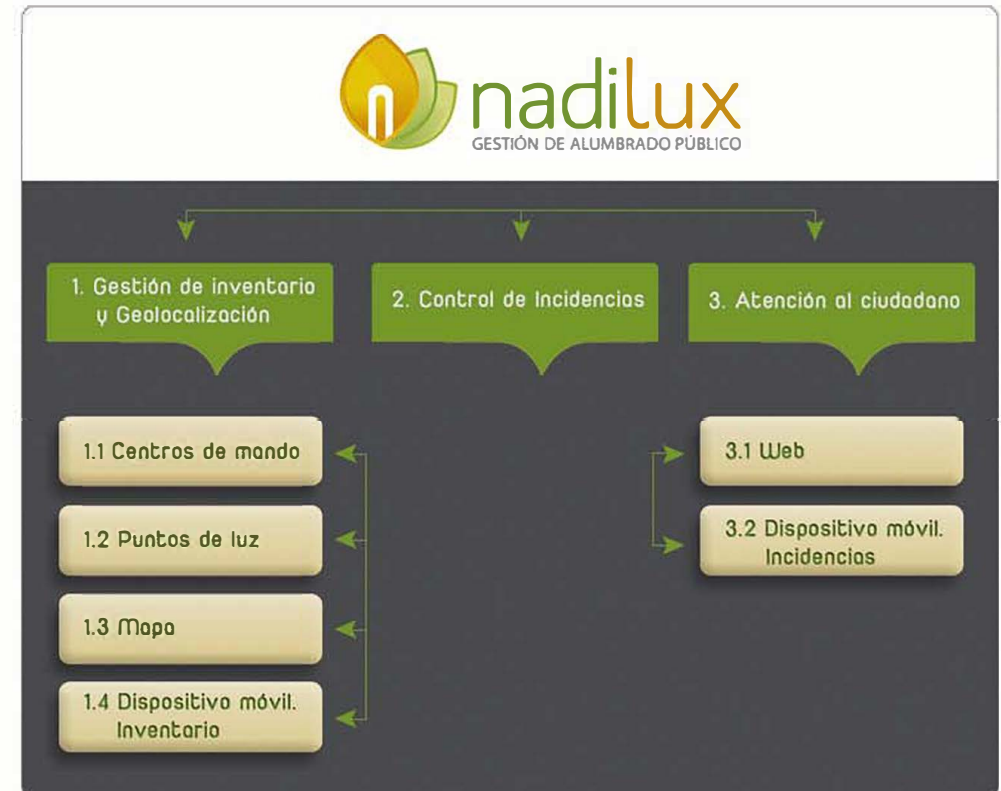 n
nadilux
GESTIÓN DE ALUMBRADO PÚBLICO
1. Gestión de inventario
y Geolocalización
2. Control de Incidencias
3. Atención al ciudadano
1.1 Centros de mando
1.2 Puntos de luz
1.3 Mapa
1.4 Dispositivo móvil.
Inventario
3.1 Web
3.2 Dispositivo móvil.
Incidencias